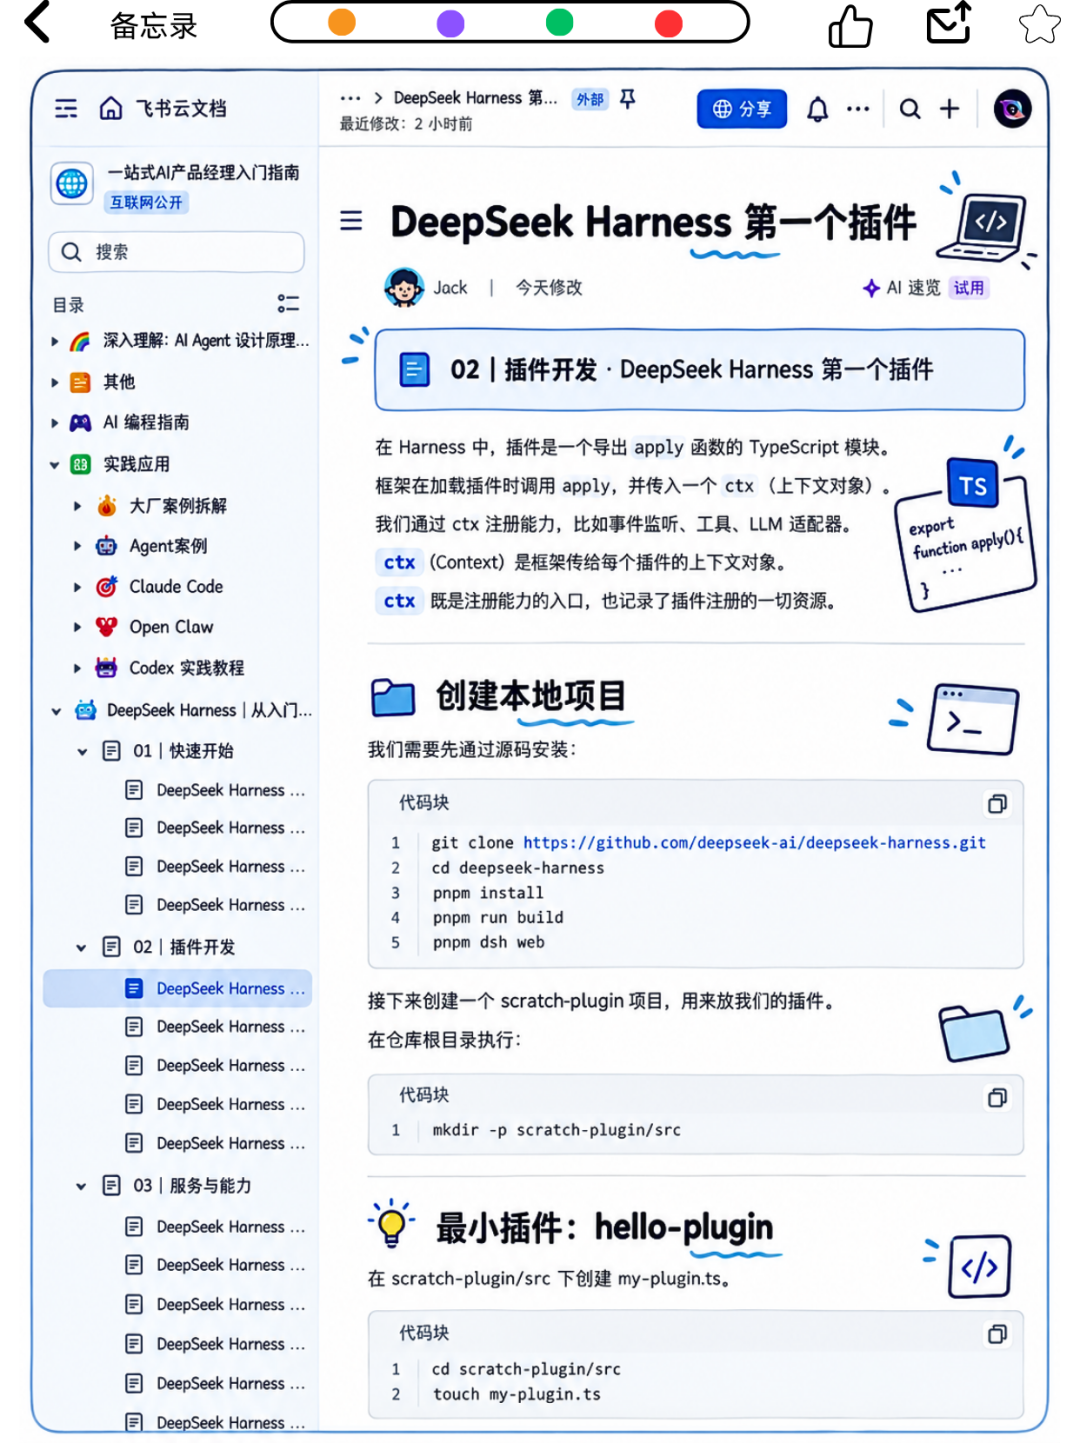 备忘录
飞书云文档
··· > DeepSeek Harness 第... 外部
最近修改：2 小时前
分享
一站式AI产品经理入门指南
互联网公开
搜索
目录
深入理解: AI Agent 设计原理...
其他
AI 编程指南
实践应用
大厂案例拆解
Agent案例
Claude Code
Open Claw
Codex 实践教程
DeepSeek Harness | 从入门...
01 | 快速开始
DeepSeek Harness ...
DeepSeek Harness ...
DeepSeek Harness ...
DeepSeek Harness ...
02 | 插件开发
DeepSeek Harness ...
DeepSeek Harness ...
DeepSeek Harness ...
DeepSeek Harness ...
DeepSeek Harness ...
03 | 服务与能力
DeepSeek Harness ...
DeepSeek Harness ...
DeepSeek Harness ...
DeepSeek Harness ...
DeepSeek Harness ...
DeepSeek Harness ...
DeepSeek Harness 第一个插件
</>
Jack | 今天修改
AI 速览 试用
02 | 插件开发 · DeepSeek Harness 第一个插件
在 Harness 中，插件是一个导出 apply 函数的 TypeScript 模块。
框架在加载插件时调用 apply，并传入一个 ctx（上下文对象）。
我们通过 ctx 注册能力，比如事件监听、工具、LLM 适配器。
ctx (Context) 是框架传给每个插件的上下文对象。
ctx 既是注册能力的入口，也记录了插件注册的一切资源。
TS
export
function apply(){
...
}
创建本地项目
>_
我们需要先通过源码安装：
代码块
1 git clone https://github.com/deepseek-ai/deepseek-harness.git
2 cd deepseek-harness
3 pnpm install
4 pnpm run build
5 pnpm dsh web
接下来创建一个 scratch-plugin 项目，用来放我们的插件。
在仓库根目录执行：
代码块
1 mkdir -p scratch-plugin/src
最小插件：hello-plugin
</>
在 scratch-plugin/src 下创建 my-plugin.ts。
代码块
1 cd scratch-plugin/src
2 touch my-plugin.ts